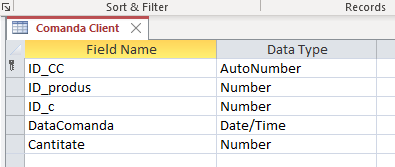 Sort & Filter Records
Comanda Client
Field Name Data Type
ID_CC AutoNumber
ID_produs Number
ID_c Number
DataComanda Date/Time
Cantitate Number